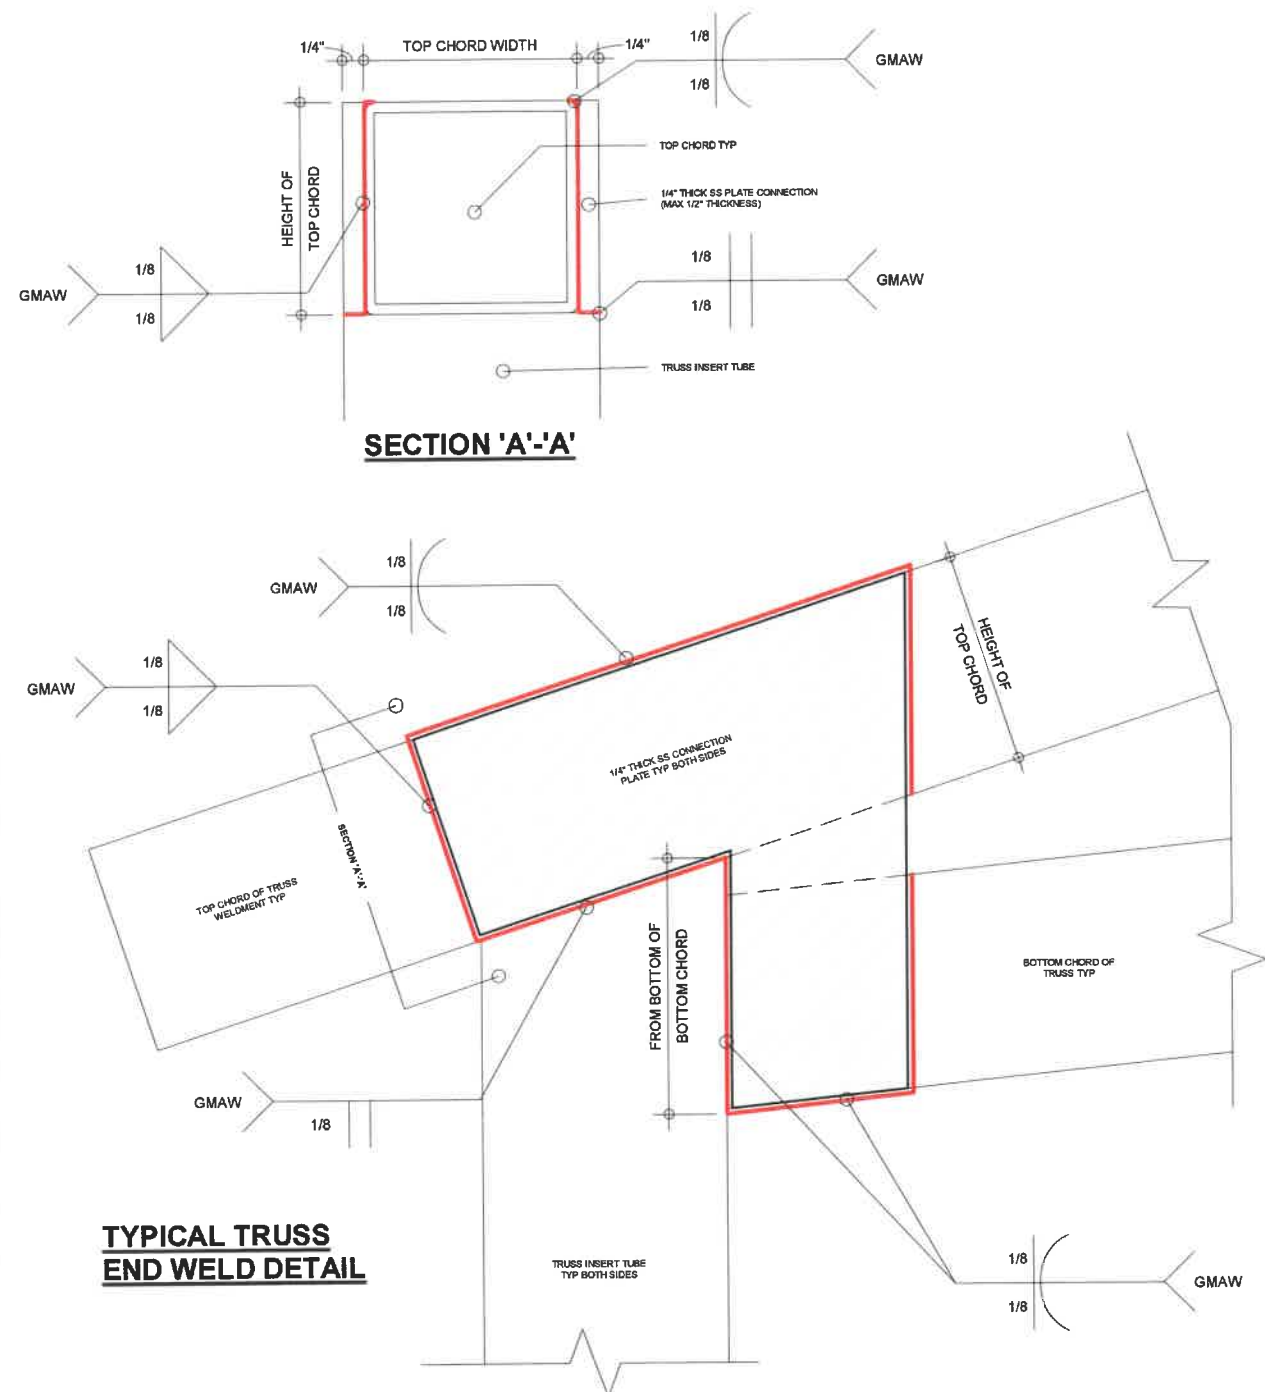 1/4"
TOP CHORD WIDTH
1/4"
1/8
1/8
GMAW
TOP CHORD TYP
1/4" THICK SS PLATE CONNECTION
(MAX 1/2" THICKNESS)
HEIGHT OF
TOP CHORD
GMAW
1/8
1/8
1/8
1/8
GMAW
TRUSS INSERT TUBE
SECTION 'A'-'A'
GMAW
1/8
1/8
GMAW
1/8
1/8
HEIGHT OF
TOP CHORD
1/4" THICK SS CONNECTION
PLATE TYP BOTH SIDES
SECTION 'A'-'A'
TOP CHORD OF TRUSS
WELDMENT TYP
FROM BOTTOM OF
BOTTOM CHORD
BOTTOM CHORD OF
TRUSS TYP
GMAW
1/8
TYPICAL TRUSS
END WELD DETAIL
TRUSS INSERT TUBE
TYP BOTH SIDES
1/8
1/8
GMAW